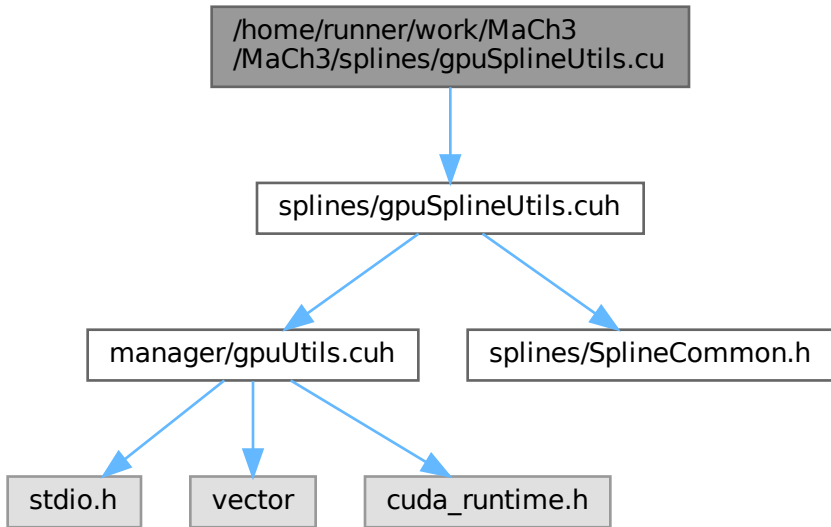 /home/runner/work/MaCh3
/MaCh3/splines/gpuSplineUtils.cu
splines/gpuSplineUtils.cuh
manager/gpuUtils.cuh
splines/SplineCommon.h
stdio.h
vector
cuda_runtime.h